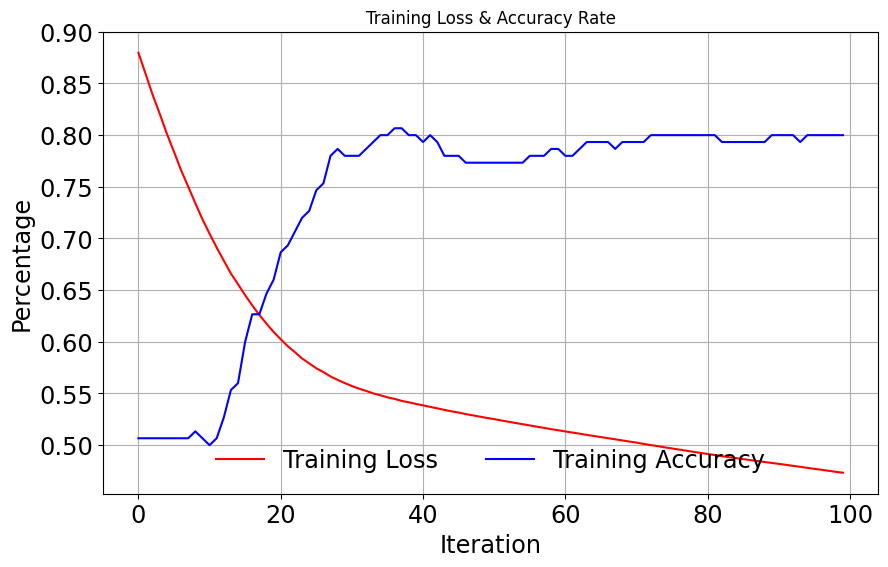 Training Loss & Accuracy Rate
0.90
0.85
0.80
0.75
0.70
0.65
0.60
0.55
0.50
Percentage
Training Loss Training Accuracy
0 20 40 60 80 100
Iteration